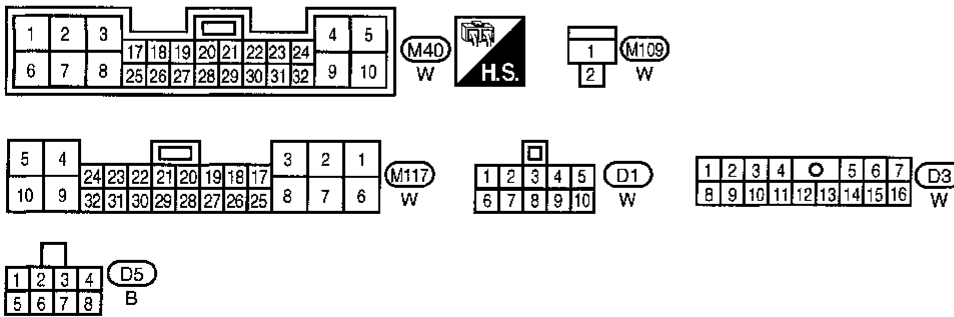 1 2 3 4 5
17 18 19 20 21 22 23 24
6 7 8 25 26 27 28 29 30 31 32 9 10
M40
W
H.S.
1
2
M109
W
5 4 3 2 1
24 23 22 21 20 19 18 17
10 9 32 31 30 29 28 27 26 25 8 7 6
M117
W
1 2 3 4 5
6 7 8 9 10
D1
W
1 2 3 4 5 6 7
8 9 10 11 12 13 14 15 16
D3
W
1 2 3 4
5 6 7 8
D5
B